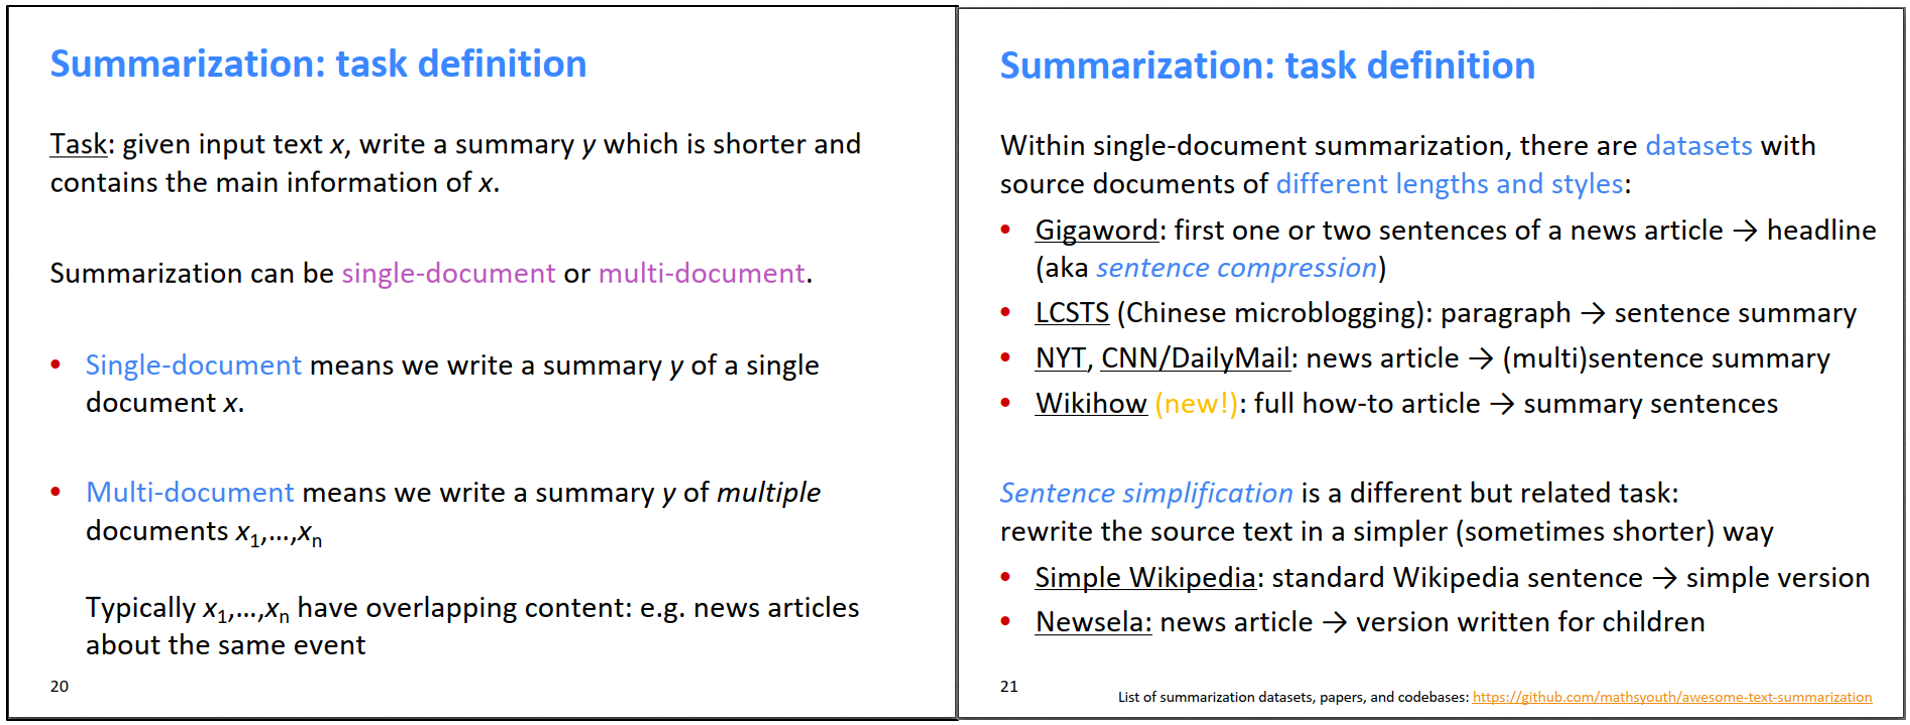 Summarization: task definition
Task: given input text x, write a summary y which is shorter and
contains the main information of x.
Summarization can be single-document or multi-document.
• Single-document means we write a summary y of a single
document x.
• Multi-document means we write a summary y of multiple
documents x1,...,xn
Typically x1,...,xn have overlapping content: e.g. news articles
about the same event
20
Summarization: task definition
Within single-document summarization, there are datasets with
source documents of different lengths and styles:
• Gigaword: first one or two sentences of a news article → headline
(aka sentence compression)
• LCSTS (Chinese microblogging): paragraph → sentence summary
• NYT, CNN/DailyMail: news article → (multi)sentence summary
• Wikihow (new!): full how-to article → summary sentences
Sentence simplification is a different but related task:
rewrite the source text in a simpler (sometimes shorter) way
• Simple Wikipedia: standard Wikipedia sentence → simple version
• Newsela: news article → version written for children
21
List of summarization datasets, papers, and codebases: https://github.com/mathsyouth/awesome-text-summarization